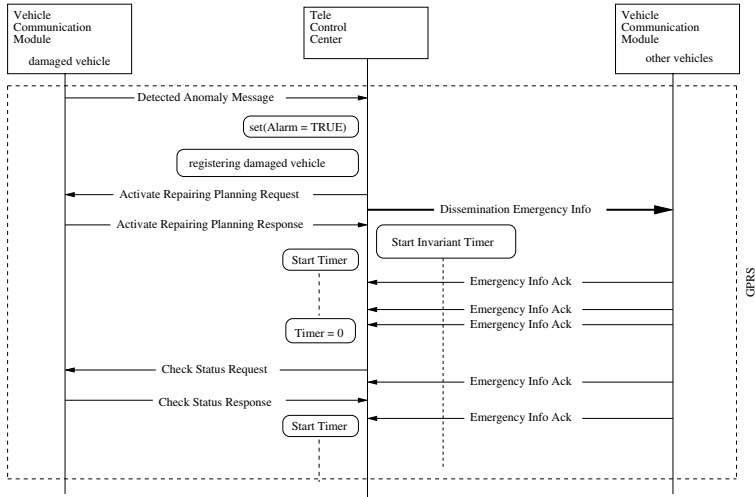 Vehicle
Communication
Module
damaged vehicle
Tele
Control
Center
Vehicle
Communication
Module
other vehicles
Detected Anomaly Message
set(Alarm = TRUE)
registering damaged vehicle
Activate Repairing Planning Request
Dissemination Emergency Info
Activate Repairing Planning Response
Start Invariant Timer
Start Timer
Emergency Info Ack
GPRS
Emergency Info Ack
Emergency Info Ack
Timer = 0
Check Status Request
Emergency Info Ack
Check Status Response
Emergency Info Ack
Start Timer